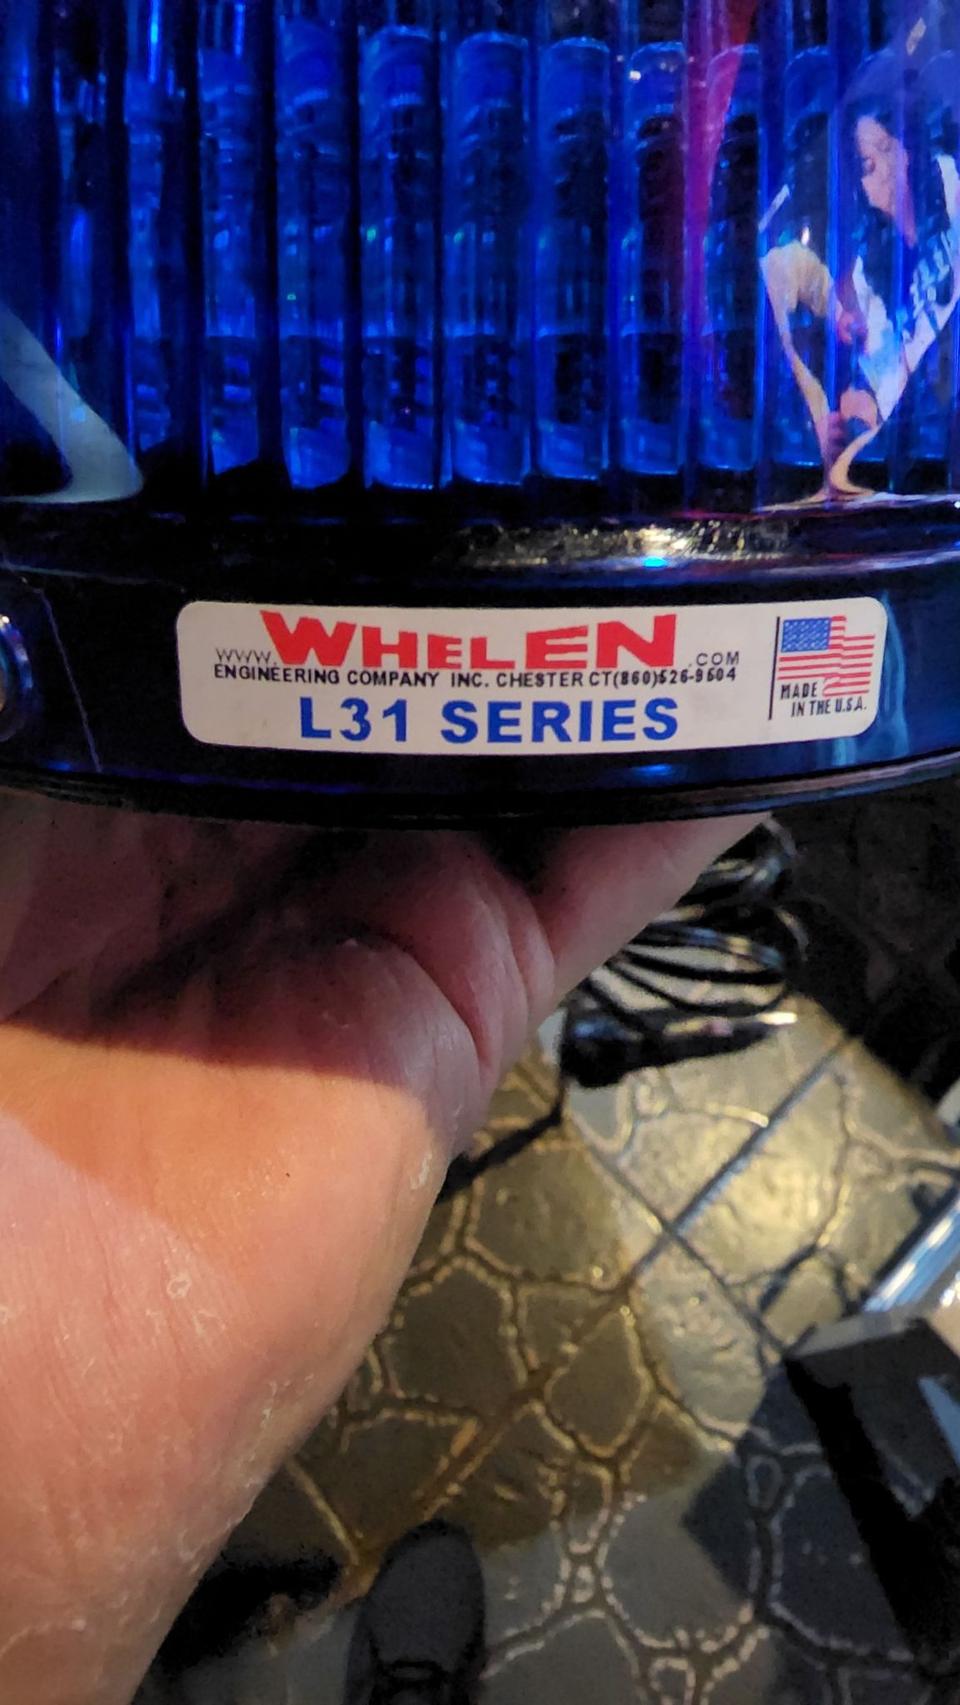 WWW.WHELEN.COM
ENGINEERING COMPANY INC. CHESTER CT(860)526-9504
L31 SERIES
MADE
IN THE U.S.A.